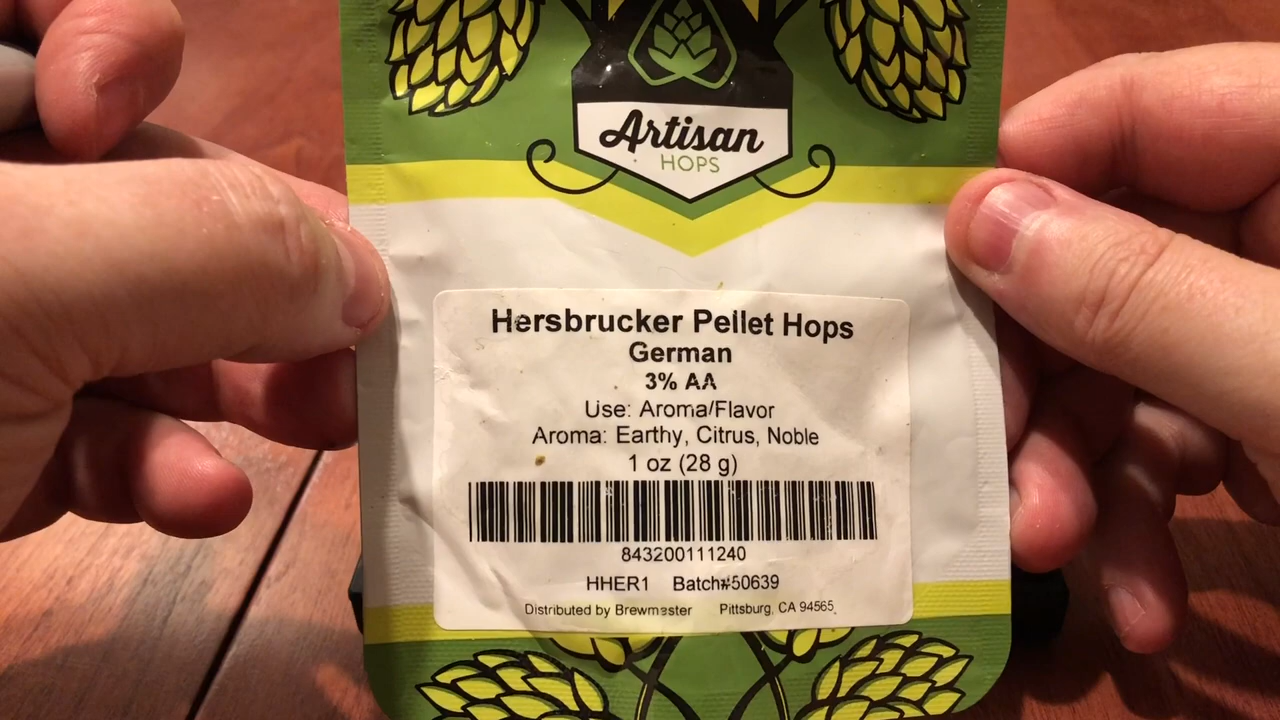 Artisan
HOPS
Hersbrucker Pellet Hops
German
3% AA
Use: Aroma/Flavor
Aroma: Earthy, Citrus, Noble
1 oz (28 g)
843200111240
HHER1 Batch#50639
Distributed by Brewmaster Pittsburg, CA 94565